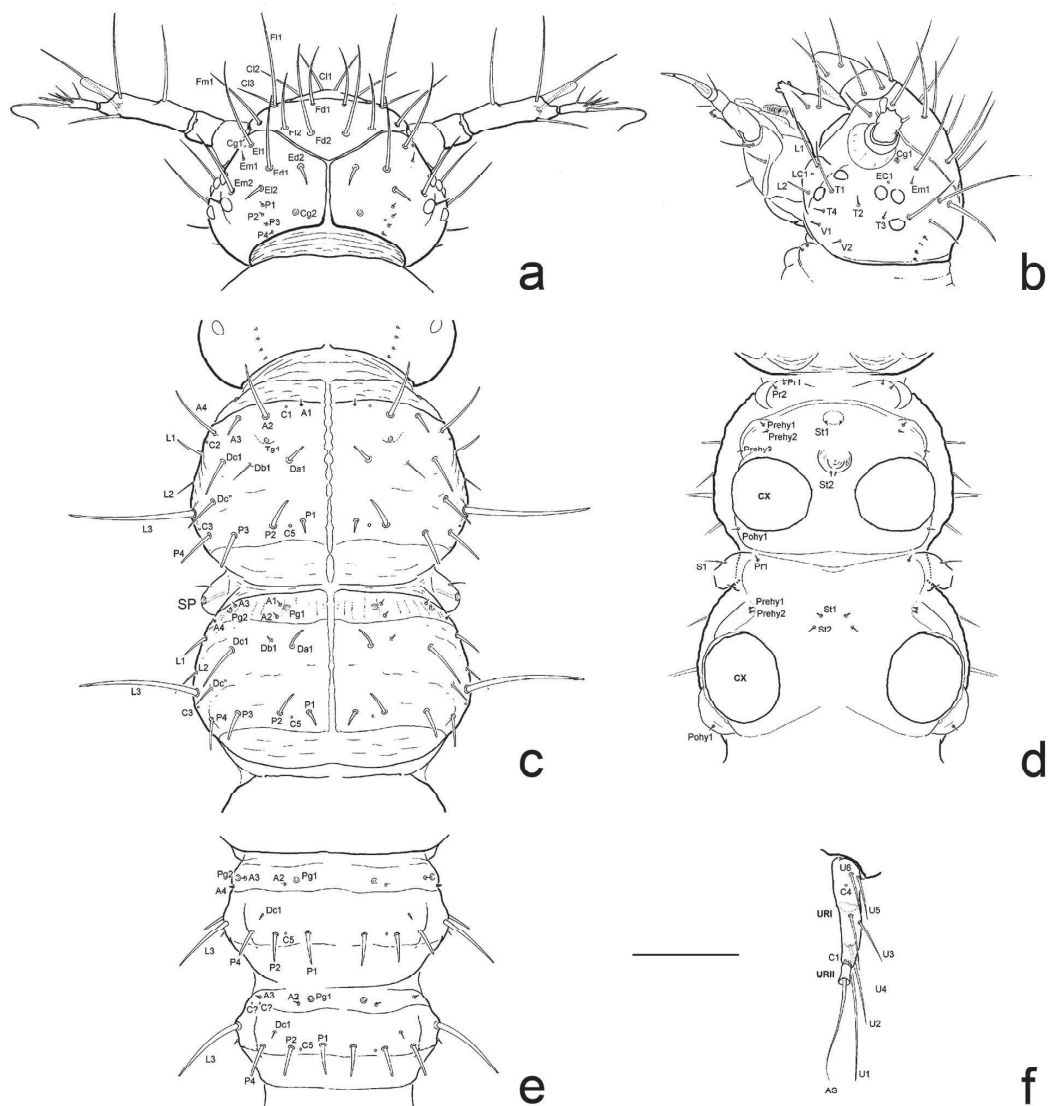 Fl1
Cl2
Cl1
Fm1
Cl3
Fd1
Fl2
Fd2
Cg1
El1
Em1
Ed2
Ed1
Em2
El2
P1
P2
Cg2
P3
P4
a
L1
Cg1
LC1
EC1
Em1
L2
T1
T4
T2
T3
V1
V2
b
A4
C1
A1
A2
L1
C2
A3
Tg1
Dc1
Db1
Da1
L2
Dc"
L3
C3
P3
P2
C5
P1
P4
SP
A3
A1
Pg2
A2
Pg1
A4
Dc1
Db1
Da1
L1
L2
Dc"
L3
C3
P4
P3
P2
C5
P1
c
Pr1
Pr2
Prehy1
Prehy2
St1
Prehy3
St2
CX
Pohy1
S1
Pr1
Prehy1
Prehy2
St1
St2
CX
Pohy1
d
Pg2
A3
A2
Pg1
A4
Dc1
C5
L3
P4
P2
P1
A3
A2
Pg1
C?
C?
Dc1
P2
C5
P1
L3
P4
e
U6
C4
URI
U5
U3
C1
URII
U4
U2
U1
AS
f